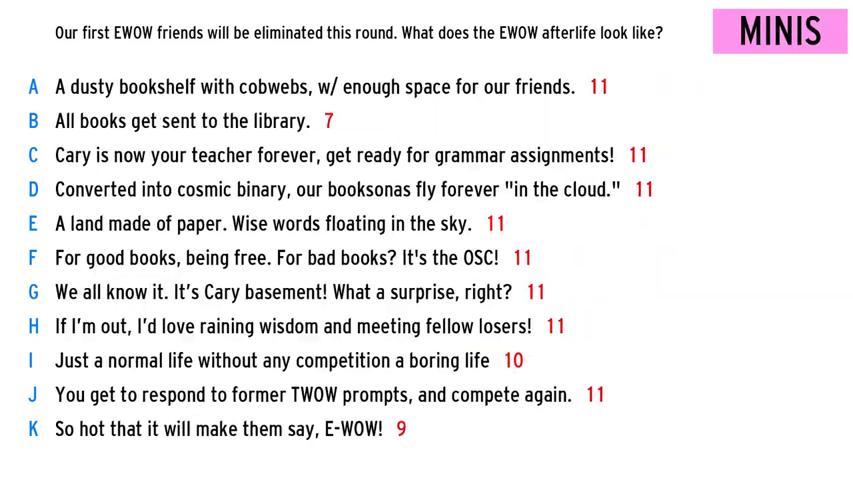 Our first EWOW friends will be eliminated this round. What does the EWOW afterlife look like?
MINIS
A A dusty bookshelf with cobwebs, w/ enough space for our friends. 11
B All books get sent to the library. 7
C Cary is now your teacher forever, get ready for grammar assignments! 11
D Converted into cosmic binary, our booksonas fly forever "in the cloud." 11
E A land made of paper. Wise words floating in the sky. 11
F For good books, being free. For bad books? It's the OSC! 11
G We all know it. It’s Cary basement! What a surprise, right? 11
H If I’m out, I’d love raining wisdom and meeting fellow losers! 11
I Just a normal life without any competition a boring life 10
J You get to respond to former TWOW prompts, and compete again. 11
K So hot that it will make them say, E-WOW! 9